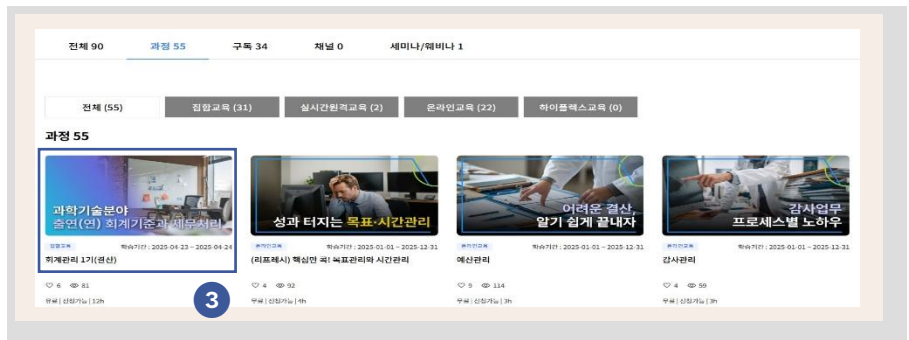 전체 90 과정 55 구독 34 채널 0 세미나/웨비나 1
전체 (55) 집합교육 (31) 실시간원격교육 (2) 온라인교육 (22) 하이플렉스교육 (0)
과정 55
과학기술분야
출연(연) 회계기준과 세무처리
성과 터지는 목표·시간관리
어려운 결산,
알기 쉽게 끝내자
감사업무
프로세스별 노하우
집합교육 학습기간 : 2025-04-23 ~ 2025-04-24
회계관리 1기(결산)
6 81
유료 | 신청가능 | 12h
온라인교육 학습기간 : 2025-01-01 ~ 2025-12-31
(리프레시) 핵심만 콕! 목표관리와 시간관리
4 92
무료 | 신청가능 | 4h
온라인교육 학습기간 : 2025-01-01 ~ 2025-12-31
예산관리
5 114
무료 | 신청가능 | 3h
온라인교육 학습기간 : 2025-01-01 ~ 2025-12-31
감사관리
4 59
무료 | 신청가능 | 3h
3